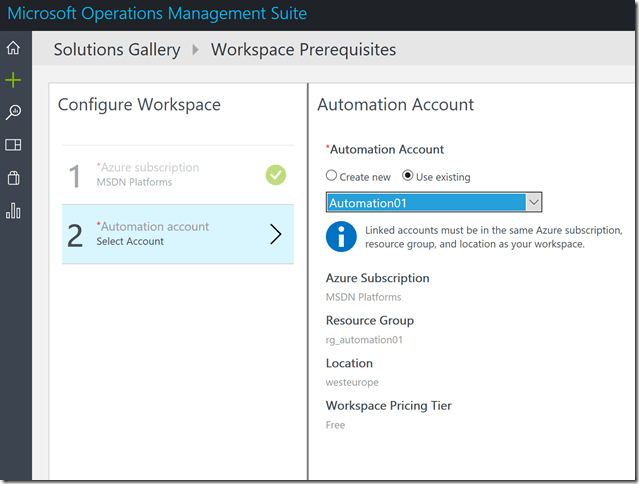 Microsoft Operations Management Suite
Solutions Gallery Workspace Prerequisites
Configure Workspace
1
*Azure subscription
MSDN Platforms
2
*Automation account
Select Account
Automation Account
*Automation Account
Create new Use existing
Automation01
Linked accounts must be in the same Azure subscription,
resource group, and location as your workspace.
Azure Subscription
MSDN Platforms
Resource Group
rg_automation01
Location
westeurope
Workspace Pricing Tier
Free